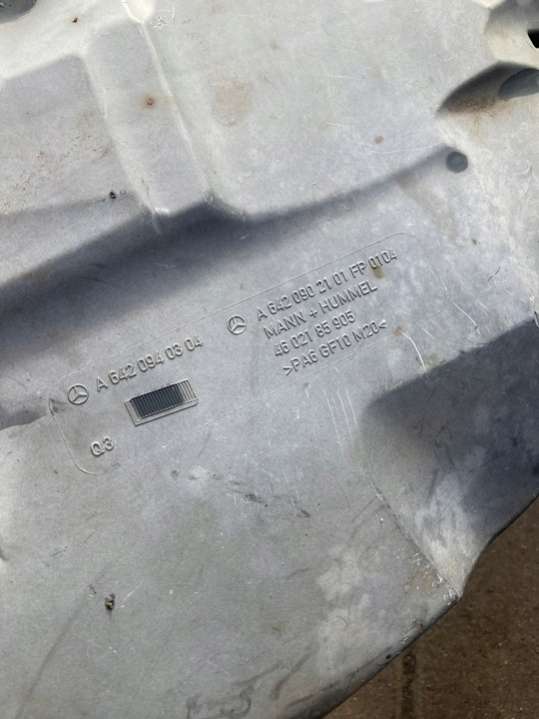 A 642 094 03 04
Q3
A 642 090 21 01 FP 0104
MANN + HUMMEL
46 021 85 905
>PA6 GF10 M20<